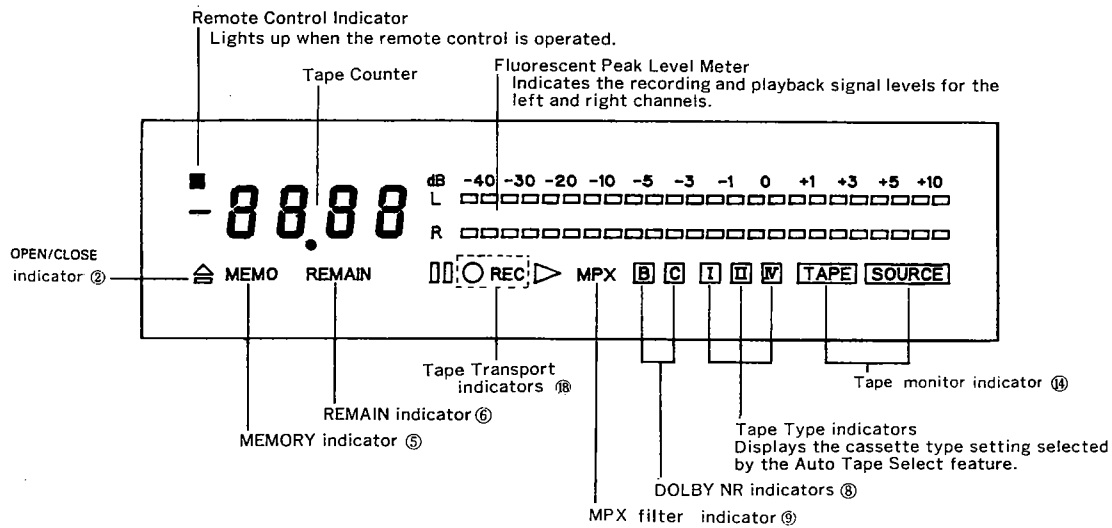 Remote Control Indicator
Lights up when the remote control is operated.
Tape Counter
Fluorescent Peak Level Meter
Indicates the recording and playback signal levels for the
left and right channels.
dB -40 -30 -20 -10 -5 -3 -1 0 +1 +3 +5 +10
L
-88.88
R
OPEN/CLOSE
indicator ②
MEMO REMAIN REC MPX B C I II IV TAPE SOURCE
Tape Transport
indicators ⑱
Tape monitor indicator ⑭
REMAIN indicator ⑥
MEMORY indicator ⑤
Tape Type indicators
Displays the cassette type setting selected
by the Auto Tape Select feature.
DOLBY NR indicators ⑧
MPX filter indicator ⑨